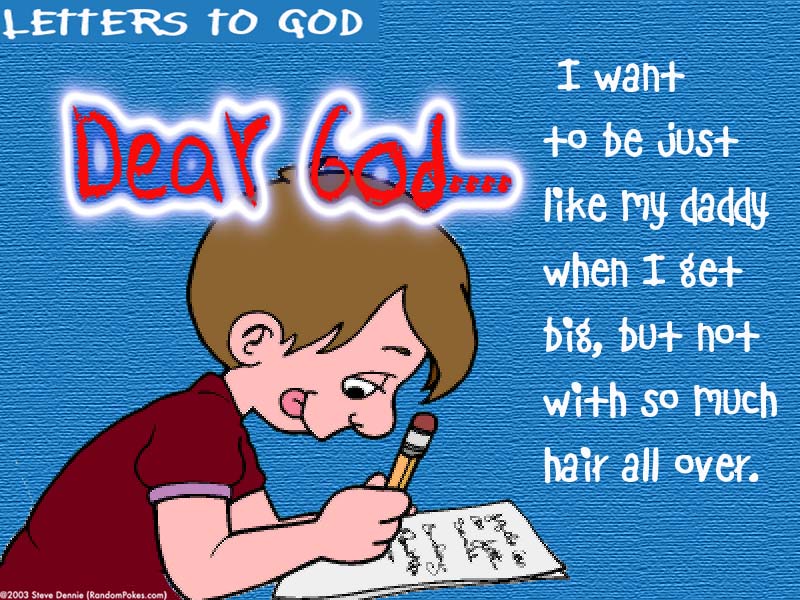 LETTERS TO GOD
Dear God....
I want
to be just
like my daddy
when I get
big, but not
with so much
hair all over.
©2003 Steve Dennie (RandomPokes.com)